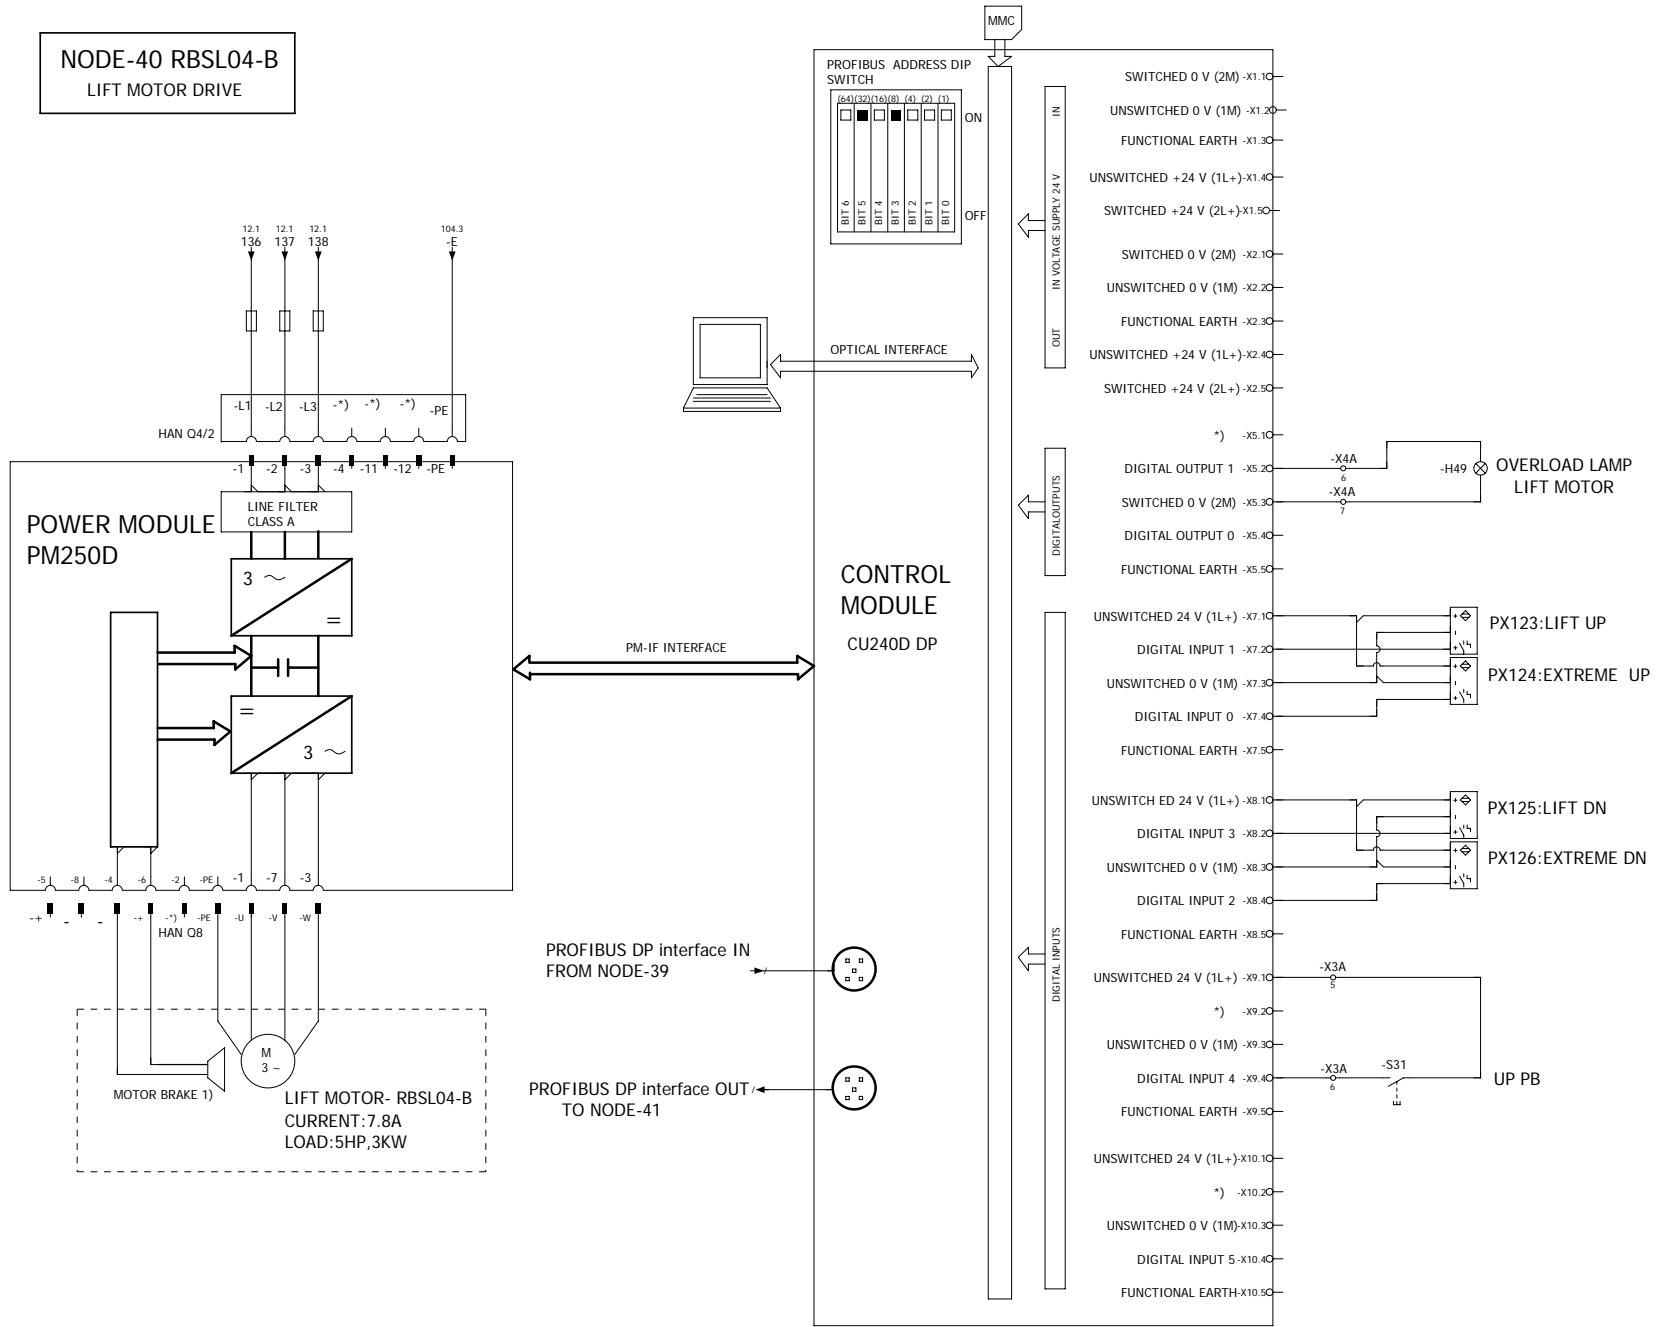 NODE-40 RBSL04-B
LIFT MOTOR DRIVE
12.1
136
12.1
137
12.1
138
104.3
-E
-L1
-L2
-L3
-*)
-*)
-*)
-PE
HAN Q4/2
-1
-2
-3
-4
-11
-12
-PE
LINE FILTER
CLASS A
POWER MODULE
PM250D
3 ～
=
=
3 ～
-5
-8
-4
-6
-2
-PE
-1
-7
-3
-+
-
-
-+
-*)
-PE
-U
-V
-W
HAN Q8
M
3 ~
MOTOR BRAKE 1)
LIFT MOTOR- RBSL04-B
CURRENT:7.8A
LOAD:5HP,3KW
PM-IF INTERFACE
OPTICAL INTERFACE
MMC
PROFIBUS ADDRESS DIP
SWITCH
(64)(32)(16)(8) (4) (2) (1)
ON
BIT 6
BIT 5
BIT 4
BIT 3
BIT 2
BIT 1
BIT 0
OFF
CONTROL
MODULE
CU240D DP
PROFIBUS DP interface IN
FROM NODE-39
PROFIBUS DP interface OUT
TO NODE-41
IN
IN VOLTAGE SUPPLY 24 V
OUT
DIGITALOUTPUTS
DIGITAL INPUTS
SWITCHED 0 V (2M) -X1.1
UNSWITCHED 0 V (1M) -X1.2
FUNCTIONAL EARTH -X1.3
UNSWITCHED +24 V (1L+)-X1.4
SWITCHED +24 V (2L+)-X1.5
SWITCHED 0 V (2M) -X2.1
UNSWITCHED 0 V (1M) -X2.2
FUNCTIONAL EARTH -X2.3
UNSWITCHED +24 V (1L+)-X2.4
SWITCHED +24 V (2L+)-X2.5
*) -X5.1
DIGITAL OUTPUT 1 -X5.2
SWITCHED 0 V (2M) -X5.3
DIGITAL OUTPUT 0 -X5.4
FUNCTIONAL EARTH -X5.5
-X4A
6
-X4A
7
-H49
OVERLOAD LAMP
LIFT MOTOR
UNSWITCHED 24 V (1L+) -X7.1
DIGITAL INPUT 1 -X7.2
UNSWITCHED 0 V (1M) -X7.3
DIGITAL INPUT 0 -X7.4
FUNCTIONAL EARTH -X7.5
+
-
+
PX123:LIFT UP
+
-
+
PX124:EXTREME UP
UNSWITCH ED 24 V (1L+) -X8.1
DIGITAL INPUT 3 -X8.2
UNSWITCHED 0 V (1M) -X8.3
DIGITAL INPUT 2 -X8.4
FUNCTIONAL EARTH -X8.5
+
-
+
PX125:LIFT DN
+
-
+
PX126:EXTREME DN
UNSWITCHED 24 V (1L+) -X9.1
*) -X9.2
UNSWITCHED 0 V (1M) -X9.3
DIGITAL INPUT 4 -X9.4
FUNCTIONAL EARTH -X9.5
-X3A
5
-X3A
6
-S31
UP PB
UNSWITCHED 24 V (1L+)-X10.1
*) -X10.2
UNSWITCHED 0 V (1M)-X10.3
DIGITAL INPUT 5 -X10.4
FUNCTIONAL EARTH-X10.5